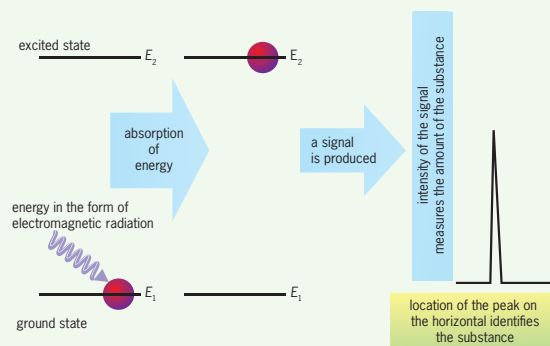 excited state
E2
E2
absorption
of
energy
a signal
is produced
intensity of the signal
measures the amount of the substance
energy in the form of
electromagnetic radiation
E1
E1
ground state
location of the peak on
the horizontal identifies
the substance